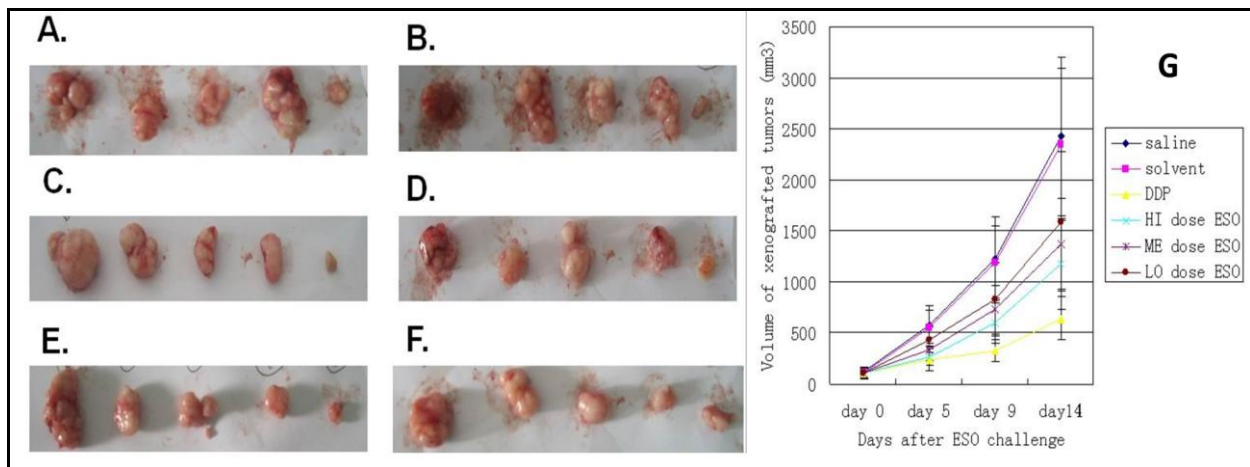 A.
B.
C.
D.
E.
F.
G
Volume of xenografted tumors (mm3)
3500
3000
2500
2000
1500
1000
500
0
day 0 day 5 day 9 day14
Days after ESO challenge
saline
solvent
DDP
HI dose ESO
ME dose ESO
LO dose ESO